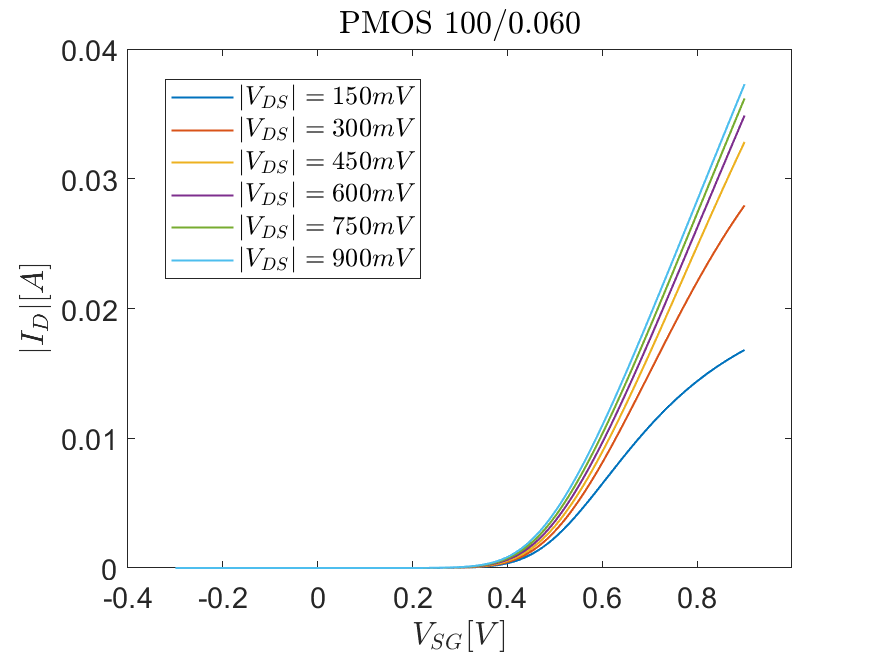 PMOS 100/0.060
0.04
0.03
0.02
0.01
0
|I_D|[A]
|V_{DS}| = 150mV
|V_{DS}| = 300mV
|V_{DS}| = 450mV
|V_{DS}| = 600mV
|V_{DS}| = 750mV
|V_{DS}| = 900mV
-0.4 -0.2 0 0.2 0.4 0.6 0.8
V_{SG}[V]